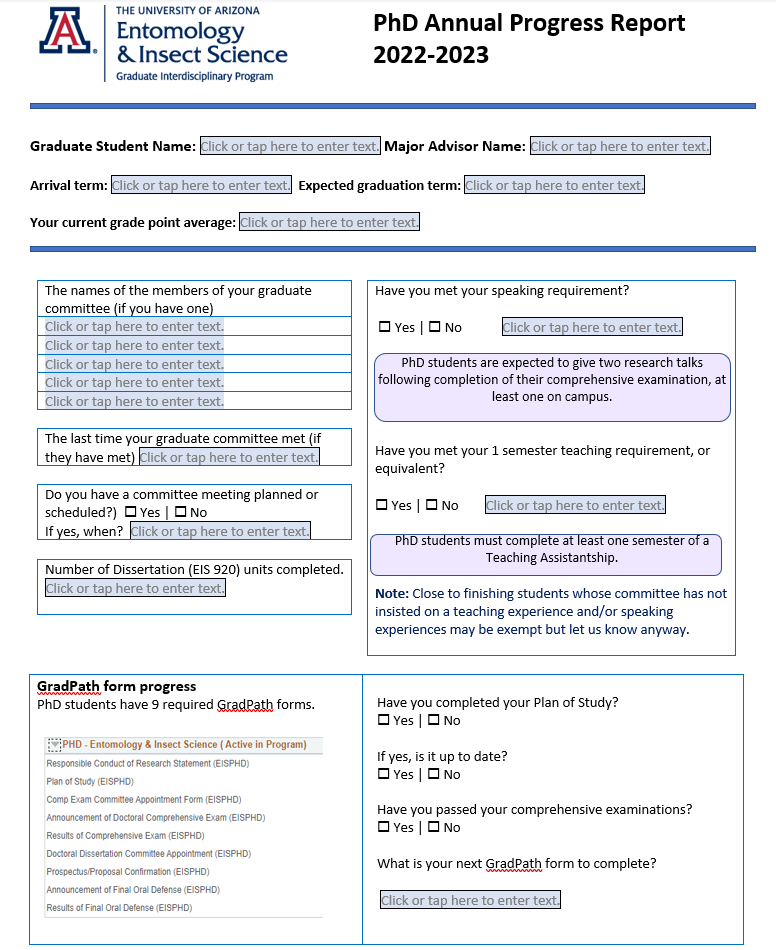 THE UNIVERSITY OF ARIZONA
Entomology
& Insect Science
Graduate Interdisciplinary Program
PhD Annual Progress Report
2022-2023
Graduate Student Name: Click or tap here to enter text. Major Advisor Name: Click or tap here to enter text.
Arrival term: Click or tap here to enter text. Expected graduation term: Click or tap here to enter text.
Your current grade point average: Click or tap here to enter text.
The names of the members of your graduate
committee (if you have one)
Click or tap here to enter text.
Click or tap here to enter text.
Click or tap here to enter text.
Click or tap here to enter text.
Click or tap here to enter text.
The last time your graduate committee met (if
they have met) Click or tap here to enter text.
Do you have a committee meeting planned or
scheduled?) ☐ Yes | ☐ No
If yes, when? Click or tap here to enter text.
Number of Dissertation (EIS 920) units completed.
Click or tap here to enter text.
Have you met your speaking requirement?
☐ Yes | ☐ No Click or tap here to enter text.
PhD students are expected to give two research talks
following completion of their comprehensive examination, at
least one on campus.
Have you met your 1 semester teaching requirement, or
equivalent?
☐ Yes | ☐ No Click or tap here to enter text.
PhD students must complete at least one semester of a
Teaching Assistantship.
Note: Close to finishing students whose committee has not
insisted on a teaching experience and/or speaking
experiences may be exempt but let us know anyway.
GradPath form progress
PhD students have 9 required GradPath forms.
PHD - Entomology & Insect Science ( Active in Program)
Responsible Conduct of Research Statement (EISPHD)
Plan of Study (EISPHD)
Comp Exam Committee Appointment Form (EISPHD)
Announcement of Doctoral Comprehensive Exam (EISPHD)
Results of Comprehensive Exam (EISPHD)
Doctoral Dissertation Committee Appointment (EISPHD)
Prospectus/Proposal Confirmation (EISPHD)
Announcement of Final Oral Defense (EISPHD)
Results of Final Oral Defense (EISPHD)
Have you completed your Plan of Study?
☐ Yes | ☐ No
If yes, is it up to date?
☐ Yes | ☐ No
Have you passed your comprehensive examinations?
☐ Yes | ☐ No
What is your next GradPath form to complete?
Click or tap here to enter text.